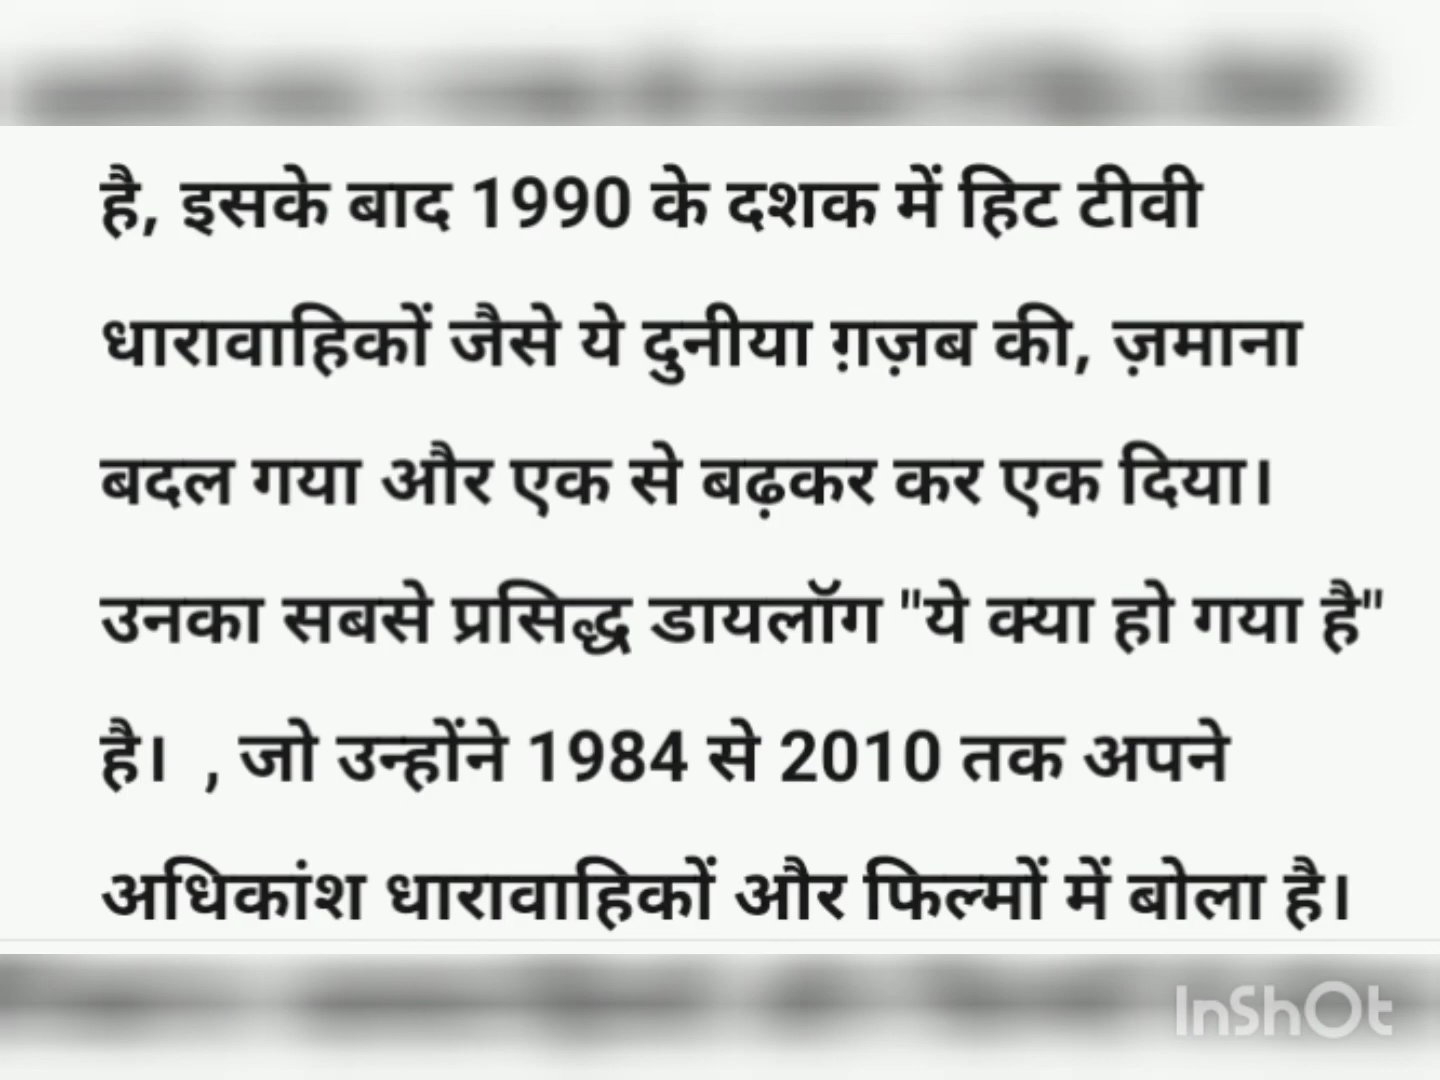 है, इसके बाद 1990 के दशक में हिट टीवी
धारावाहिकों जैसे ये दुनीया ग़ज़ब की, ज़माना
बदल गया और एक से बढ़कर कर एक दिया।
उनका सबसे प्रसिद्ध डायलॉग "ये क्या हो गया है"
है।  , जो उन्होंने 1984 से 2010 तक अपने
अधिकांश धारावाहिकों और फिल्मों में बोला है।
InShOt